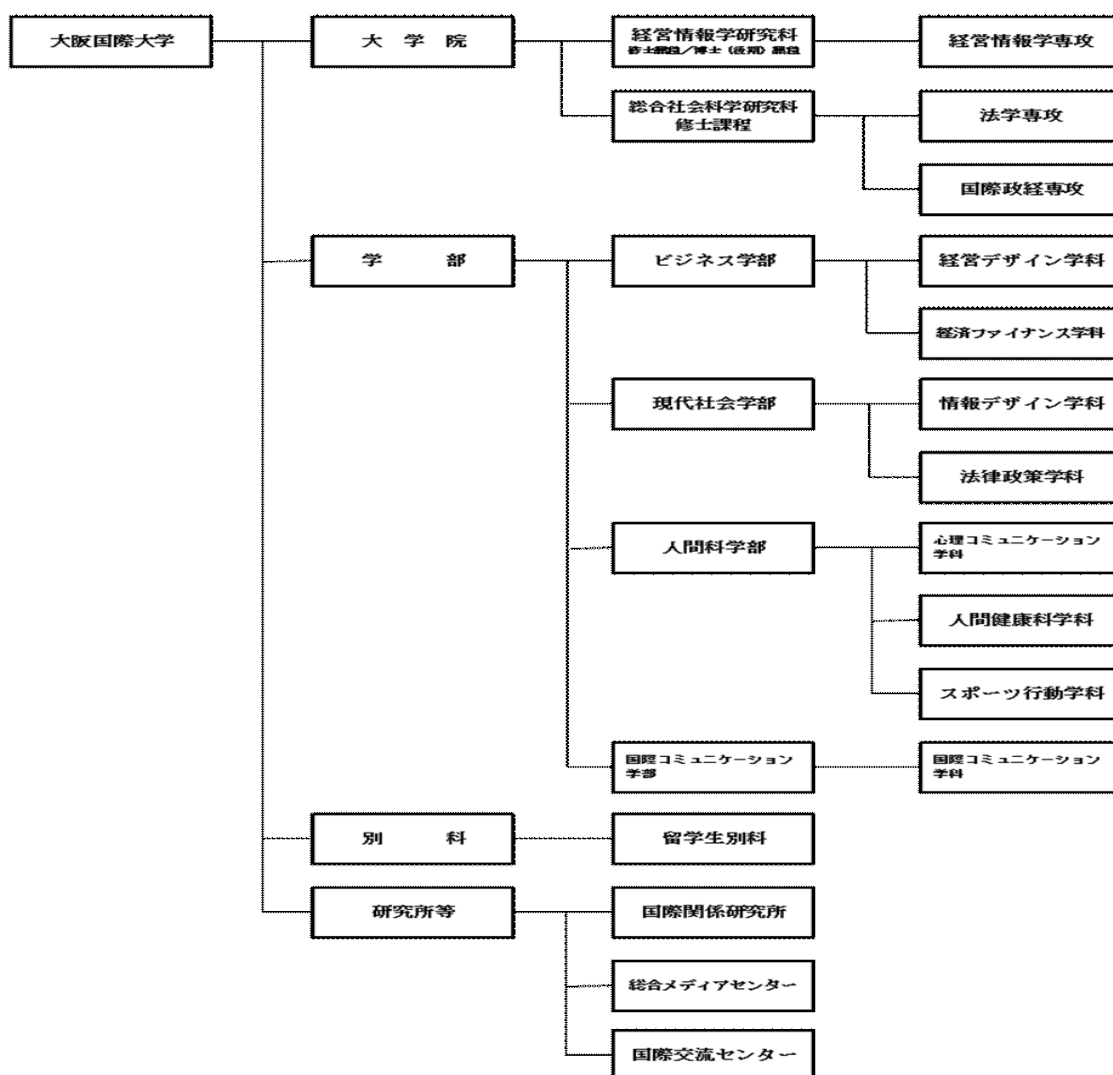 大阪国際大学
大 学 院
経営情報学研究科
修士課程/博士(後期)課程
経営情報学専攻
総合社会科学研究科
修士課程
法学専攻
国際政経専攻
学 部
ビジネス学部
経営デザイン学科
経済ファイナンス学科
現代社会学部
情報デザイン学科
法律政策学科
人間科学部
心理コミュニケーション
学科
人間健康科学科
スポーツ行動学科
国際コミュニケーション
学部
国際コミュニケーション
学科
別 科
留学生別科
研究所等
国際関係研究所
総合メディアセンター
国際交流センター